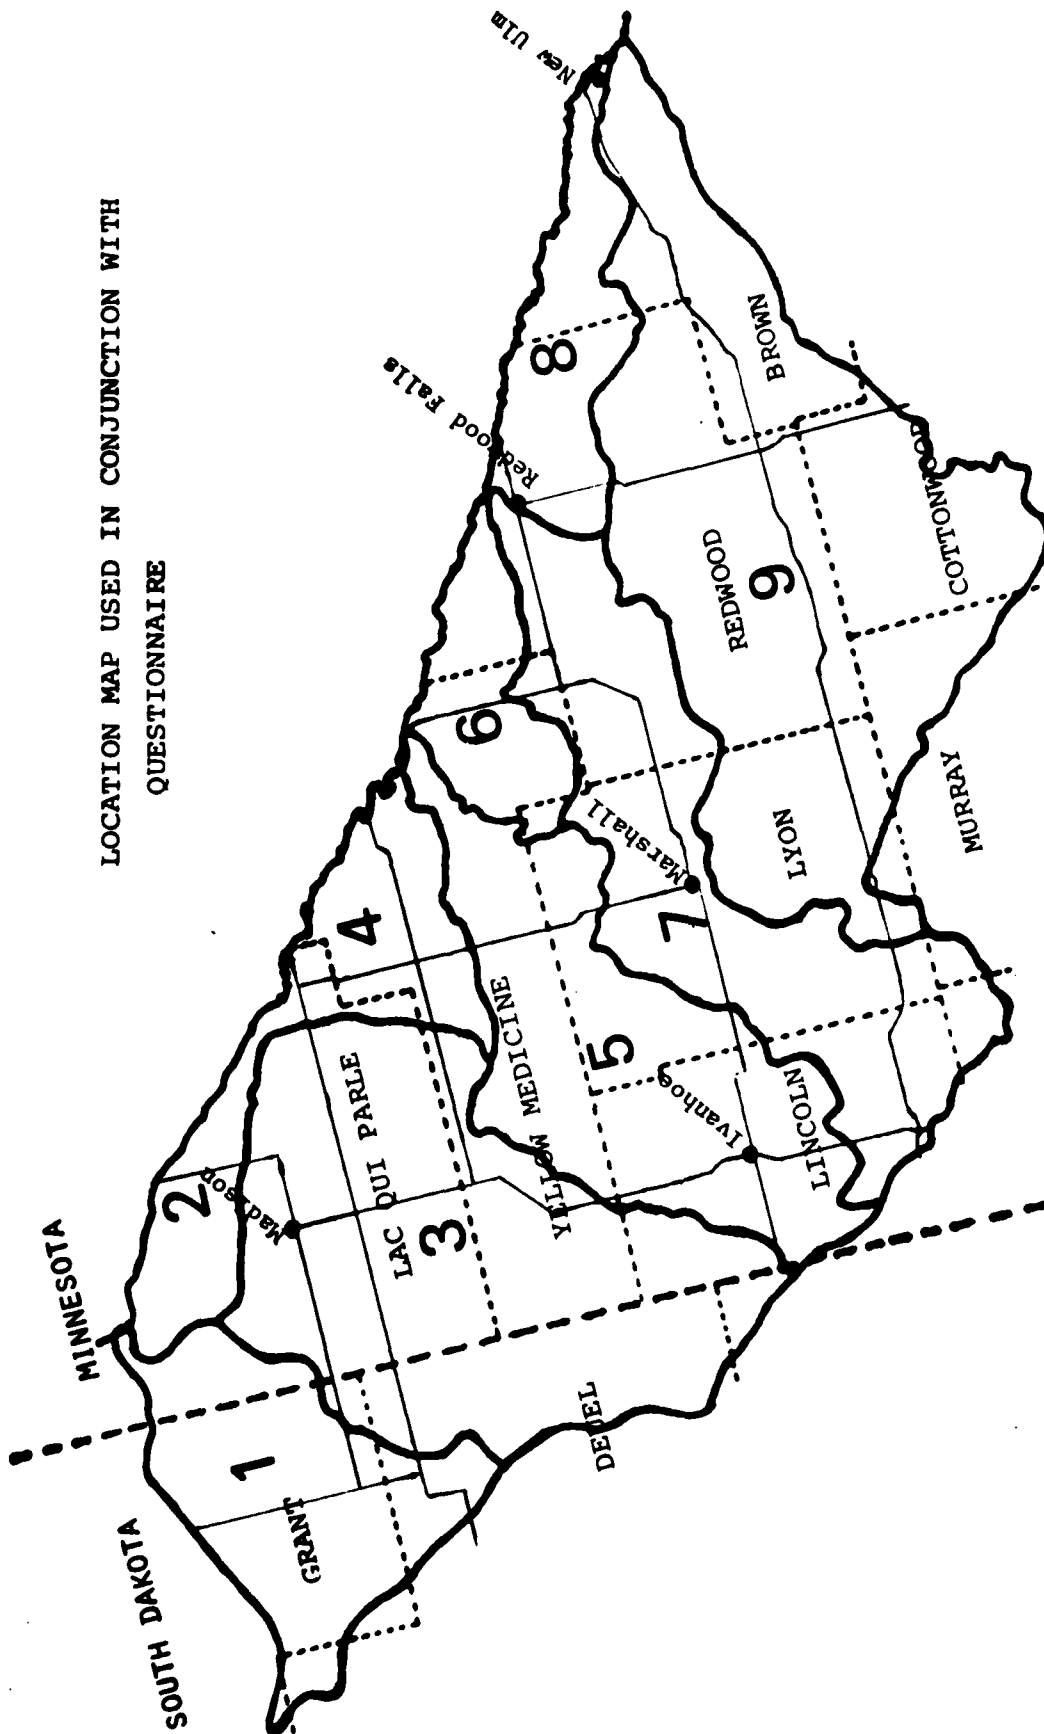 LOCATION MAP USED IN CONJUNCTION WITH
QUESTIONNAIRE
MINNESOTA
SOUTH DAKOTA
1
GRANT
2
Madison
LAC QUI PARLE
3
4
DEUEL
YELLOW MEDICINE
5
Ivanhoe
LINCOLN
6
Marshall
7
LYON
MURRAY
Redwood Falls
REDWOOD
9
COTTONWOOD
8
BROWN
New Ulm